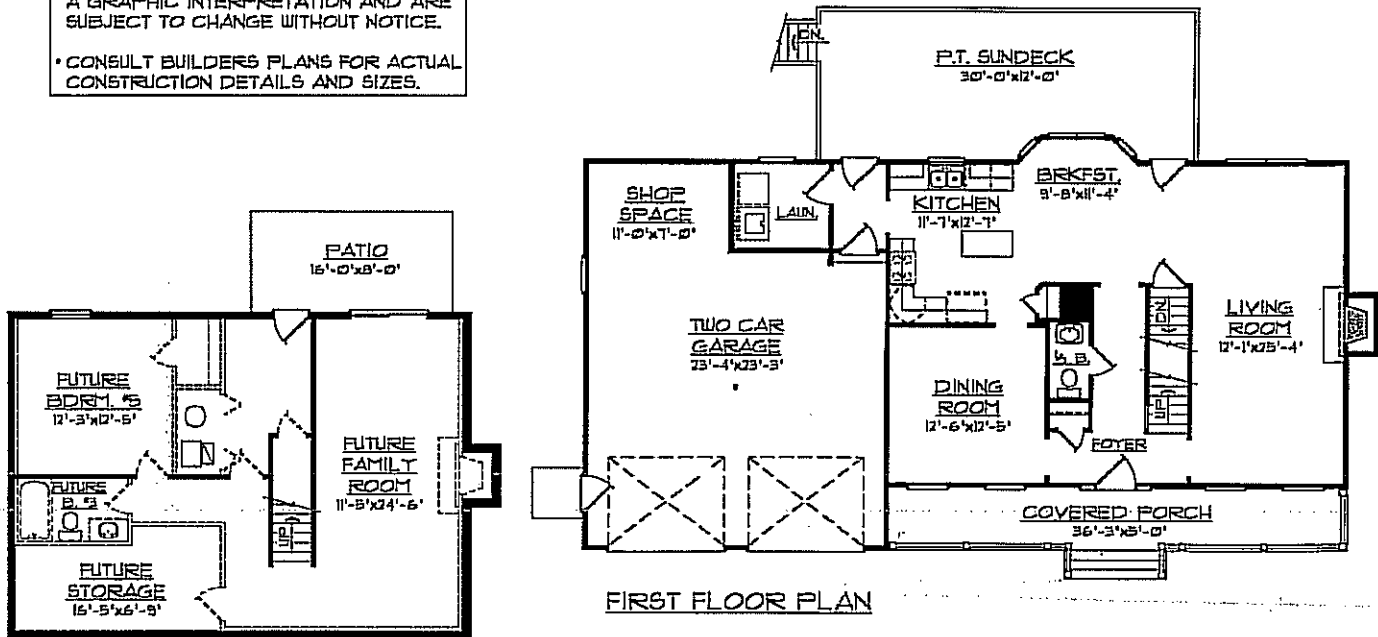 A GRAPHIC INTERPRETATION AND ARE
SUBJECT TO CHANGE WITHOUT NOTICE.
• CONSULT BUILDERS PLANS FOR ACTUAL
CONSTRUCTION DETAILS AND SIZES.
DN.
P.T. SUNDECK
30'-0"x12'-0"
SHOP
SPACE
11'-0"x7'-0"
LAUN.
KITCHEN
11'-7"x12'-7"
BRKFST.
9'-8"x11'-4"
TWO CAR
GARAGE
23'-4"x23'-3"
DINING
ROOM
12'-6"x12'-5"
DN
UP
LIVING
ROOM
12'-1"x25'-4"
FOYER
COVERED PORCH
36'-3"x5'-0"
FIRST FLOOR PLAN
PATIO
16'-0"x8'-0"
FUTURE
BDRM. #5
12'-3"x12'-5"
FUTURE
FAMILY
ROOM
11'-5"x24'-6"
FUTURE
B. #3
UP
FUTURE
STORAGE
16'-5"x6'-9"